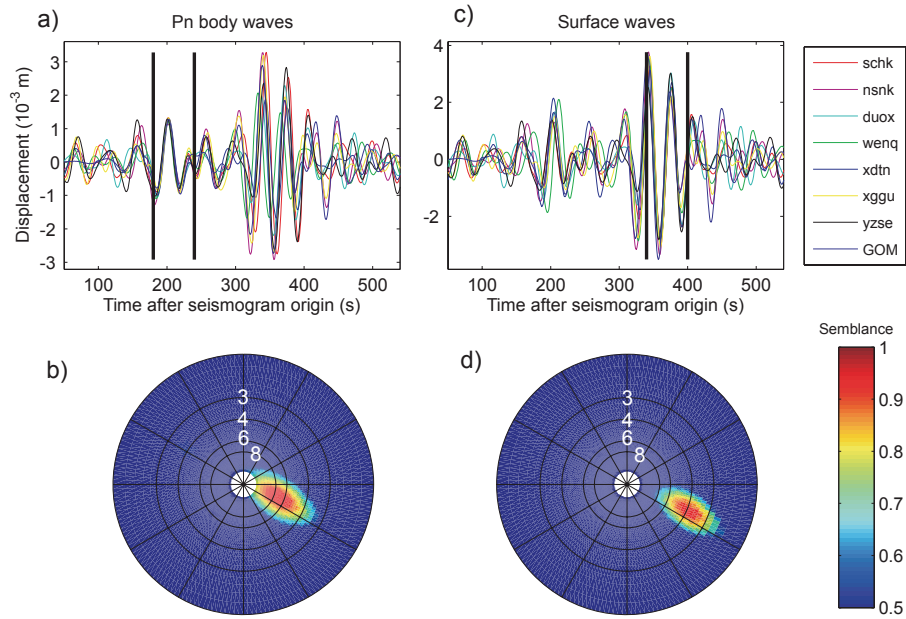 a)
Pn body waves
c)
Surface waves
3
2
1
0
-1
-2
-3
Displacement (10⁻³ m)
100
200
300
400
500
Time after seismogram origin (s)
4
2
0
-2
100
200
300
400
500
Time after seismogram origin (s)
schk
nsnk
duox
wenq
xdtn
xggu
yzse
GOM
b)
3
4
6
8
d)
3
4
6
8
Semblance
1
0.9
0.8
0.7
0.6
0.5